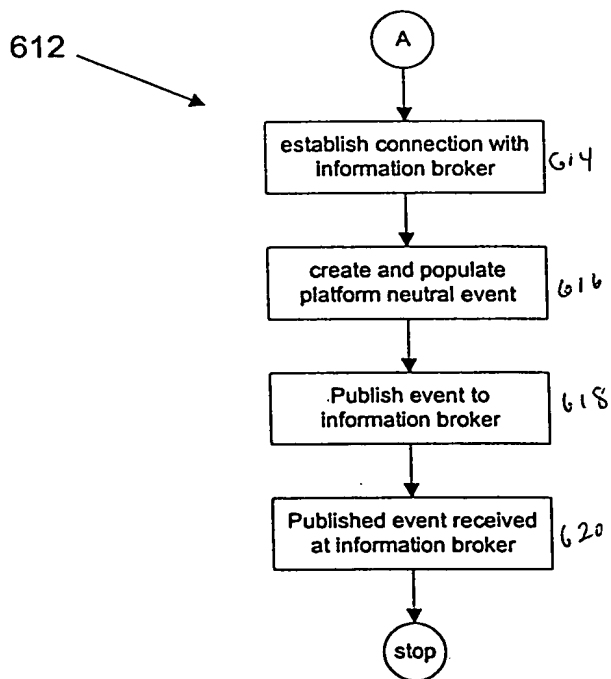 612
A
establish connection with
information broker
614
create and populate
platform neutral event
616
Publish event to
information broker
618
Published event received
at information broker
620
stop